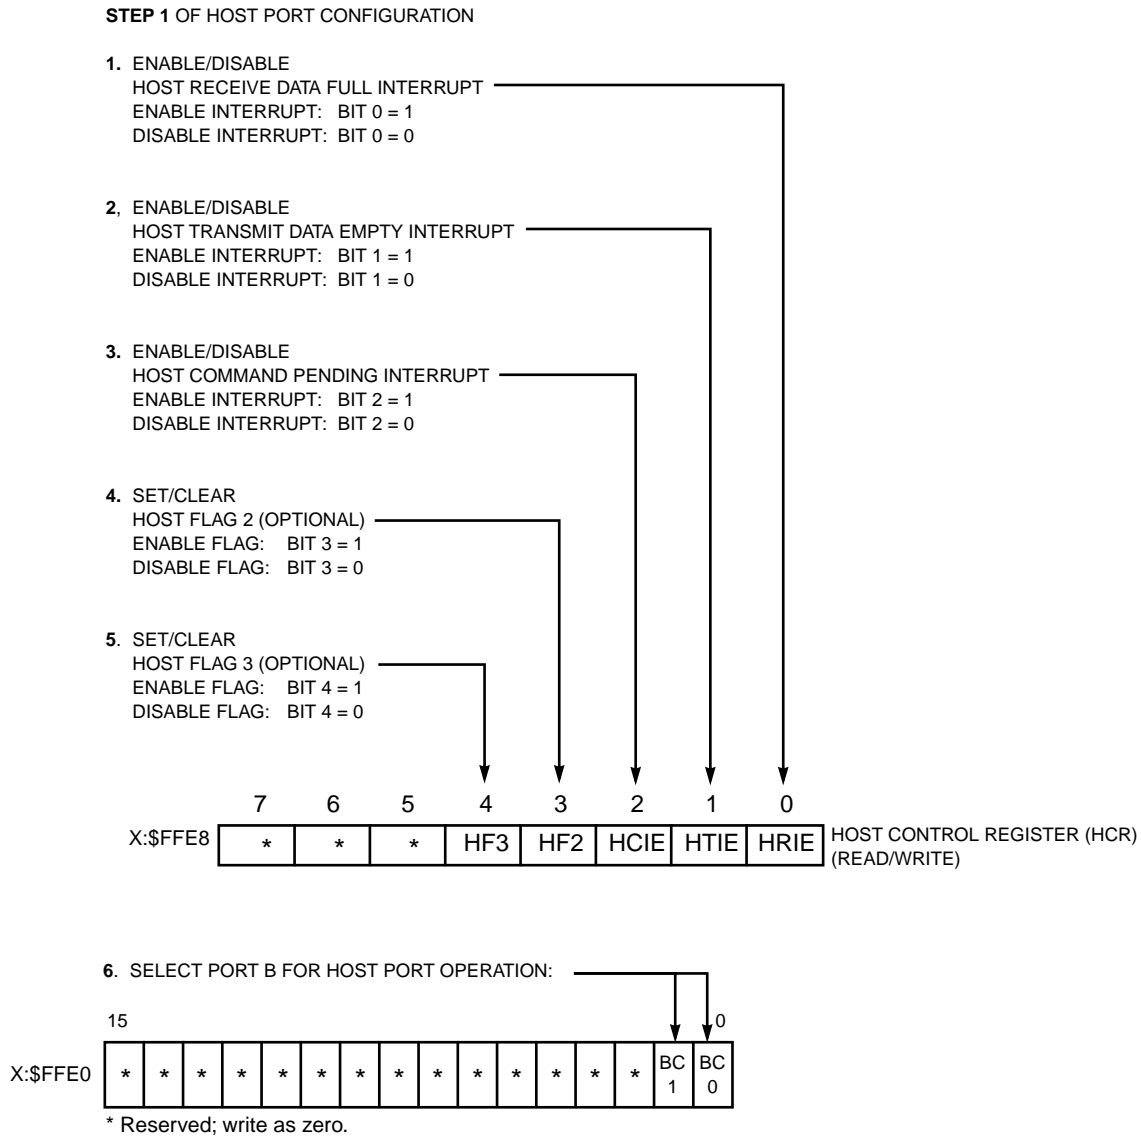 STEP 1 OF HOST PORT CONFIGURATION
1. ENABLE/DISABLE
HOST RECEIVE DATA FULL INTERRUPT
ENABLE INTERRUPT: BIT 0 = 1
DISABLE INTERRUPT: BIT 0 = 0
2, ENABLE/DISABLE
HOST TRANSMIT DATA EMPTY INTERRUPT
ENABLE INTERRUPT: BIT 1 = 1
DISABLE INTERRUPT: BIT 1 = 0
3. ENABLE/DISABLE
HOST COMMAND PENDING INTERRUPT
ENABLE INTERRUPT: BIT 2 = 1
DISABLE INTERRUPT: BIT 2 = 0
4. SET/CLEAR
HOST FLAG 2 (OPTIONAL)
ENABLE FLAG: BIT 3 = 1
DISABLE FLAG: BIT 3 = 0
5. SET/CLEAR
HOST FLAG 3 (OPTIONAL)
ENABLE FLAG: BIT 4 = 1
DISABLE FLAG: BIT 4 = 0
7 6 5 4 3 2 1 0
X:$FFE8 * * * HF3 HF2 HCIE HTIE HRIE HOST CONTROL REGISTER (HCR)
(READ/WRITE)
6. SELECT PORT B FOR HOST PORT OPERATION:
15 0
X:$FFE0 * * * * * * * * * * * * * * BC 1 BC 0
* Reserved; write as zero.